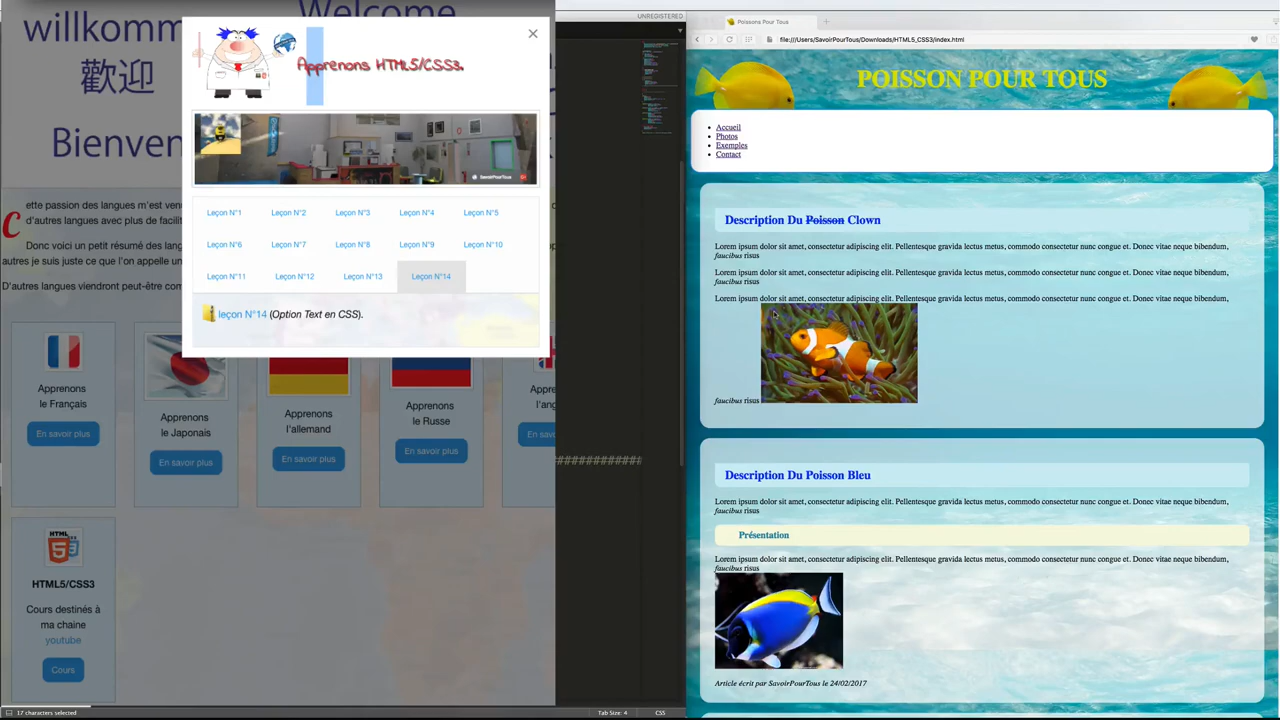 willkomm
Welcome
歡迎
Bienven
ette passion des langues m'est ven
d'autres langues avec plus de facilit
Donc voici un petit résumé des lang
autres je suis juste ce que l'on appelle un
D'autres langues viendront peut-être com
Apprenons
le Français
En savoir plus
Apprenons
le Japonais
En savoir plus
Apprenons
l'allemand
En savoir plus
Apprenons
le Russe
En savoir plus
Appren
l'ang
En savo
HTML
5
HTML5/CSS3
Cours destinés à
ma chaine
youtube
Cours
Apprenons HTML5/CSS3.
SavoirPourTous
Leçon N°1
Leçon N°2
Leçon N°3
Leçon N°4
Leçon N°5
Leçon N°6
Leçon N°7
Leçon N°8
Leçon N°9
Leçon N°10
Leçon N°11
Leçon N°12
Leçon N°13
Leçon N°14
leçon N°14 (Option Text en CSS).
UNREGISTERED
##############
17 characters selected
Tab Size: 4
CSS
Poissons Pour Tous
file:///Users/SavoirPourTous/Downloads/HTML5_CSS3/index.html
POISSON POUR TOUS
Accueil
Photos
Exemples
Contact
Description Du Poisson Clown
Lorem ipsum dolor sit amet, consectetur adipiscing elit. Pellentesque gravida lectus metus, commodo consectetur nunc congue et. Donec vitae neque bibendum,
faucibus risus
Lorem ipsum dolor sit amet, consectetur adipiscing elit. Pellentesque gravida lectus metus, commodo consectetur nunc congue et. Donec vitae neque bibendum,
faucibus risus
Lorem ipsum dolor sit amet, consectetur adipiscing elit. Pellentesque gravida lectus metus, commodo consectetur nunc congue et. Donec vitae neque bibendum,
faucibus risus
Description Du Poisson Bleu
Lorem ipsum dolor sit amet, consectetur adipiscing elit. Pellentesque gravida lectus metus, commodo consectetur nunc congue et. Donec vitae neque bibendum,
faucibus risus
Présentation
Lorem ipsum dolor sit amet, consectetur adipiscing elit. Pellentesque gravida lectus metus, commodo consectetur nunc congue et. Donec vitae neque bibendum,
faucibus risus
Article écrit par SavoirPourTous le 24/02/2017